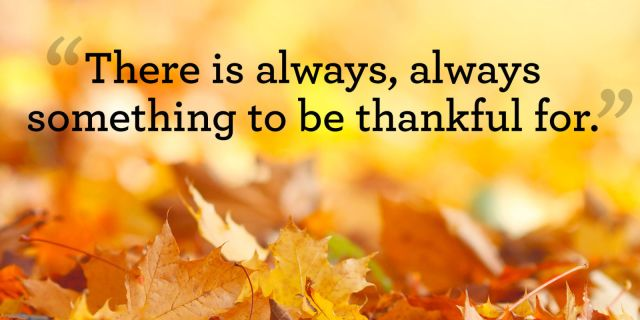 “There is always, always
something to be thankful for.”